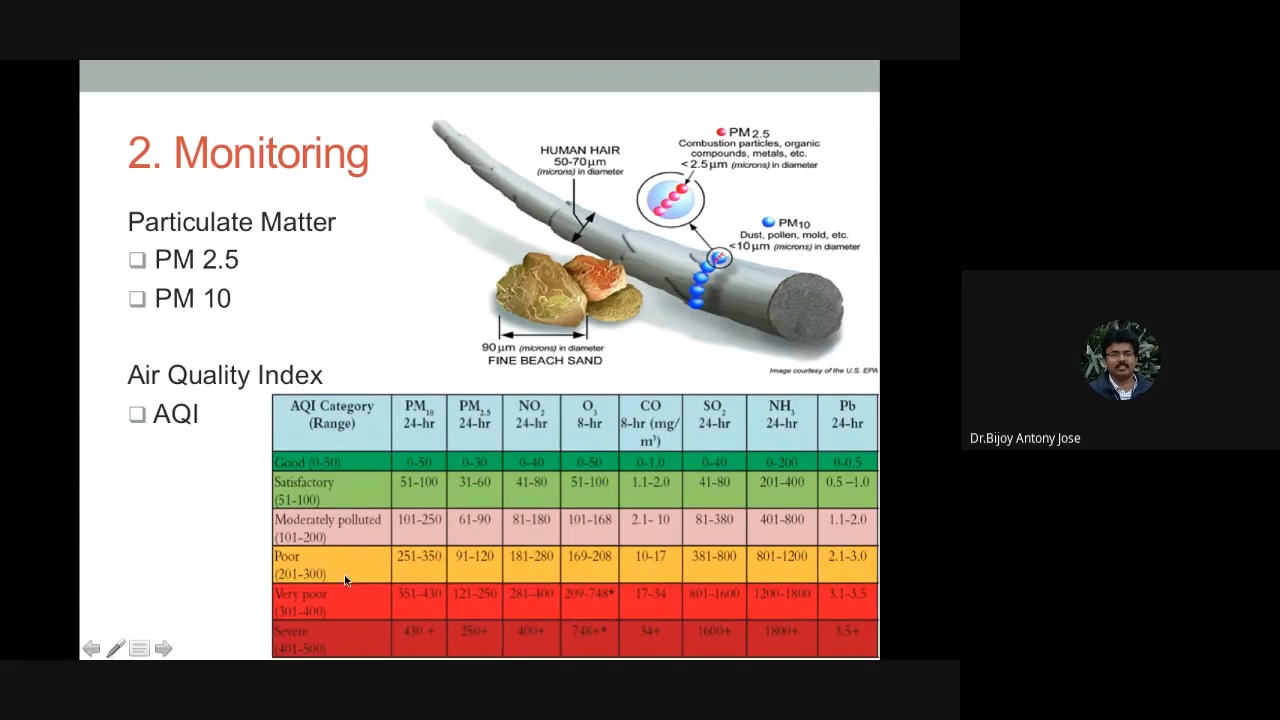 2. Monitoring
Particulate Matter
PM 2.5
PM 10
Air Quality Index
AQI
HUMAN HAIR
50-70 μm
(microns) in diameter
PM 2.5
Combustion particles, organic
compounds, metals, etc.
< 2.5 μm (microns) in diameter
PM10
Dust, pollen, mold, etc.
<10 μm (microns) in diameter
90 μm (microns) in diameter
FINE BEACH SAND
Image courtesy of the U.S. EPA
AQI Category (Range) PM10 24-hr PM2.5 24-hr NO2 24-hr O3 8-hr CO 8-hr (mg/m³) SO2 24-hr NH3 24-hr Pb 24-hr
Good (0-50) 0-50 0-30 0-40 0-50 0-1.0 0-40 0-200 0-0.5
Satisfactory (51-100) 51-100 31-60 41-80 51-100 1.1-2.0 41-80 201-400 0.5 –1.0
Moderately polluted (101-200) 101-250 61-90 81-180 101-168 2.1- 10 81-380 401-800 1.1-2.0
Poor (201-300) 251-350 91-120 181-280 169-208 10-17 381-800 801-1200 2.1-3.0
Very poor (301-400) 351-430 121-250 281-400 209-748* 17-34 801-1600 1200-1800 3.1-3.5
Severe (401-500) 430 + 250+ 400+ 748+* 34+ 1600+ 1800+ 3.5+
Dr.Bijoy Antony Jose